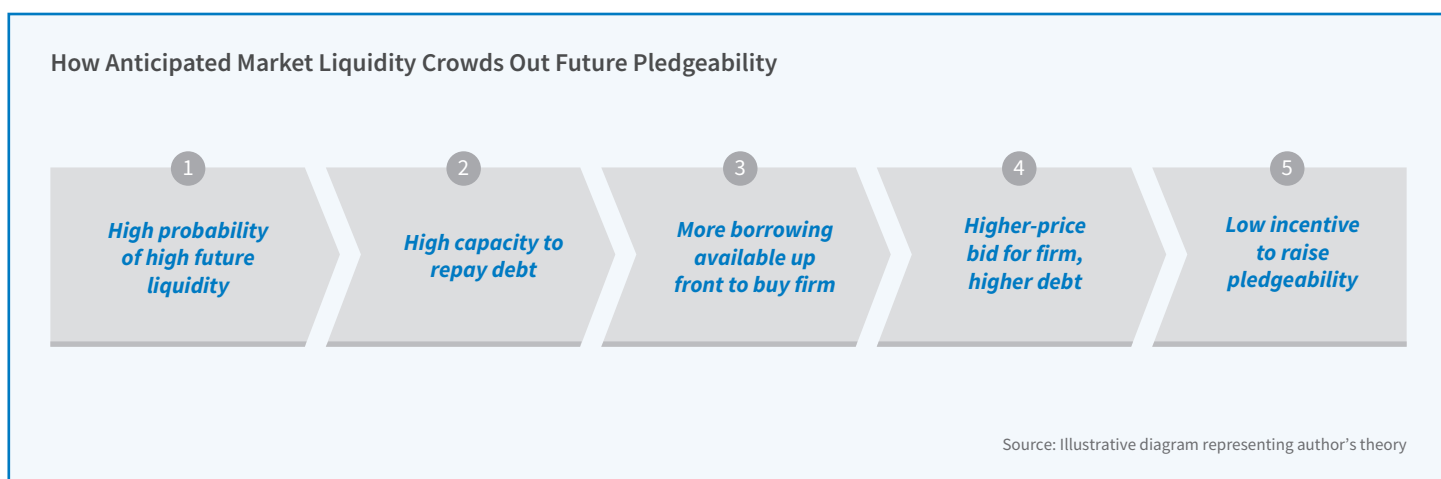 How Anticipated Market Liquidity Crowds Out Future Pledgeability
1
High probability
of high future
liquidity
2
High capacity to
repay debt
3
More borrowing
available up
front to buy firm
4
Higher-price
bid for firm,
higher debt
5
Low incentive
to raise
pledgeability
Source: Illustrative diagram representing author’s theory